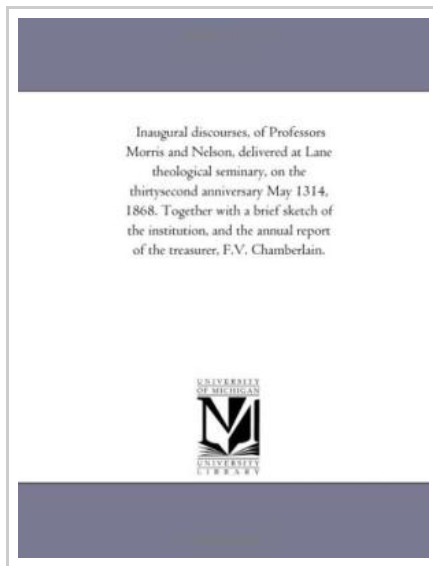 Inaugural discourses, of Professors
Morris and Nelson, delivered at Lane
theological seminary, on the
thirtysecond anniversary May 1314,
1868. Together with a brief sketch of
the institution, and the annual report
of the treasurer, F.V. Chamberlain.
UNIVERSITY
OF MICHIGAN
M
UNIVERSITY
LIBRARY